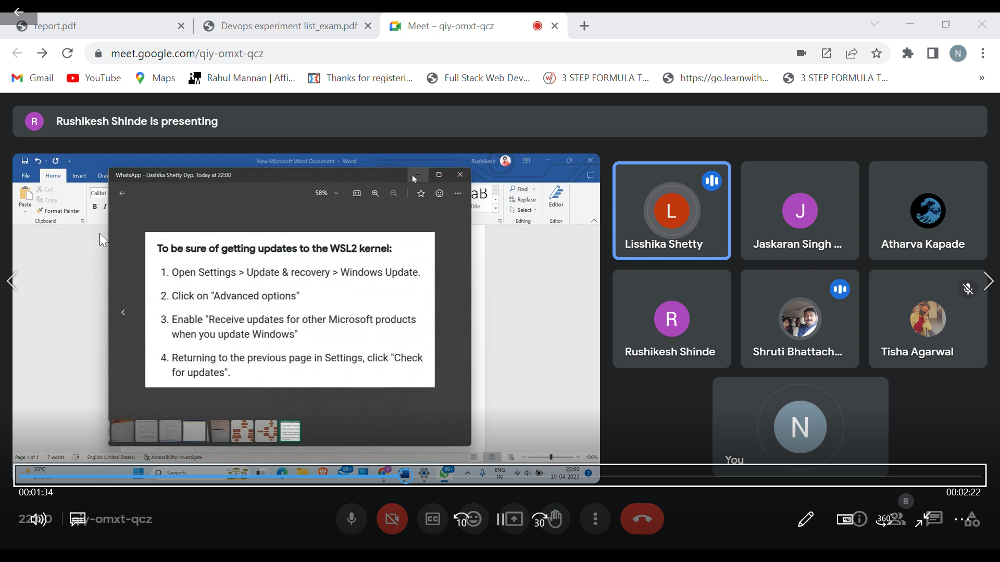 report.pdf
Devops experiment list_exam.pdf
Meet – qiy-omxt-qcz
meet.google.com/qiy-omxt-qcz
N
Gmail
YouTube
Maps
Rahul Mannan | Affi...
Thanks for registeri...
Full Stack Web Dev...
3 STEP FORMULA T...
https://go.learnwith...
3 STEP FORMULA T...
»
R
Rushikesh Shinde is presenting
New Microsoft Word Document - Word
Rushikesh
File
Home
Insert
WhatsApp - Lisshika Shetty Dyp, Today at 22:00
Paste
Cut
Copy
Format Painter
Clipboard
Calibri
B I
58%
Find
Replace
Select
Editing
Editor
Editor
To be sure of getting updates to the WSL2 kernel:
1. Open Settings > Update & recovery > Windows Update.
2. Click on "Advanced options"
3. Enable "Receive updates for other Microsoft products
when you update Windows"
4. Returning to the previous page in Settings, click "Check
for updates".
Page 1 of 1
7 words
English (United States)
Accessibility: Investigate
100%
33°C
Search
99+
99+
ENG
IN
22:00
19-04-2023
3
L
Lisshika Shetty
J
Jaskaran Singh ...
Atharva Kapade
R
Rushikesh Shinde
Shruti Bhattach...
Tisha Agarwal
N
You
00:01:34
00:02:22
-omxt-qcz
10
30
360°
8